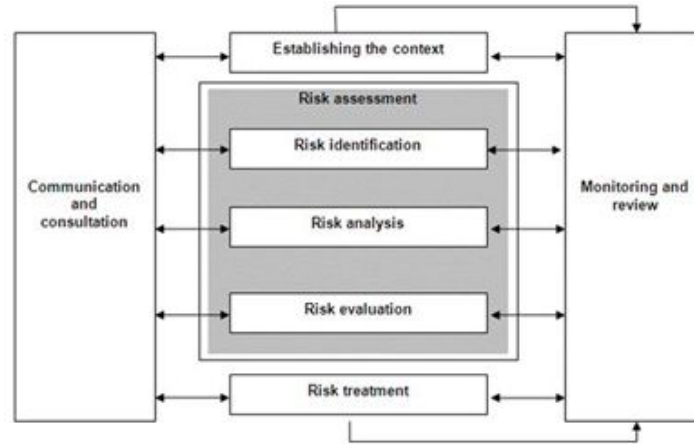 Establishing the context
Risk assessment
Risk identification
Communication
and
consultation
Monitoring and
review
Risk analysis
Risk evaluation
Risk treatment